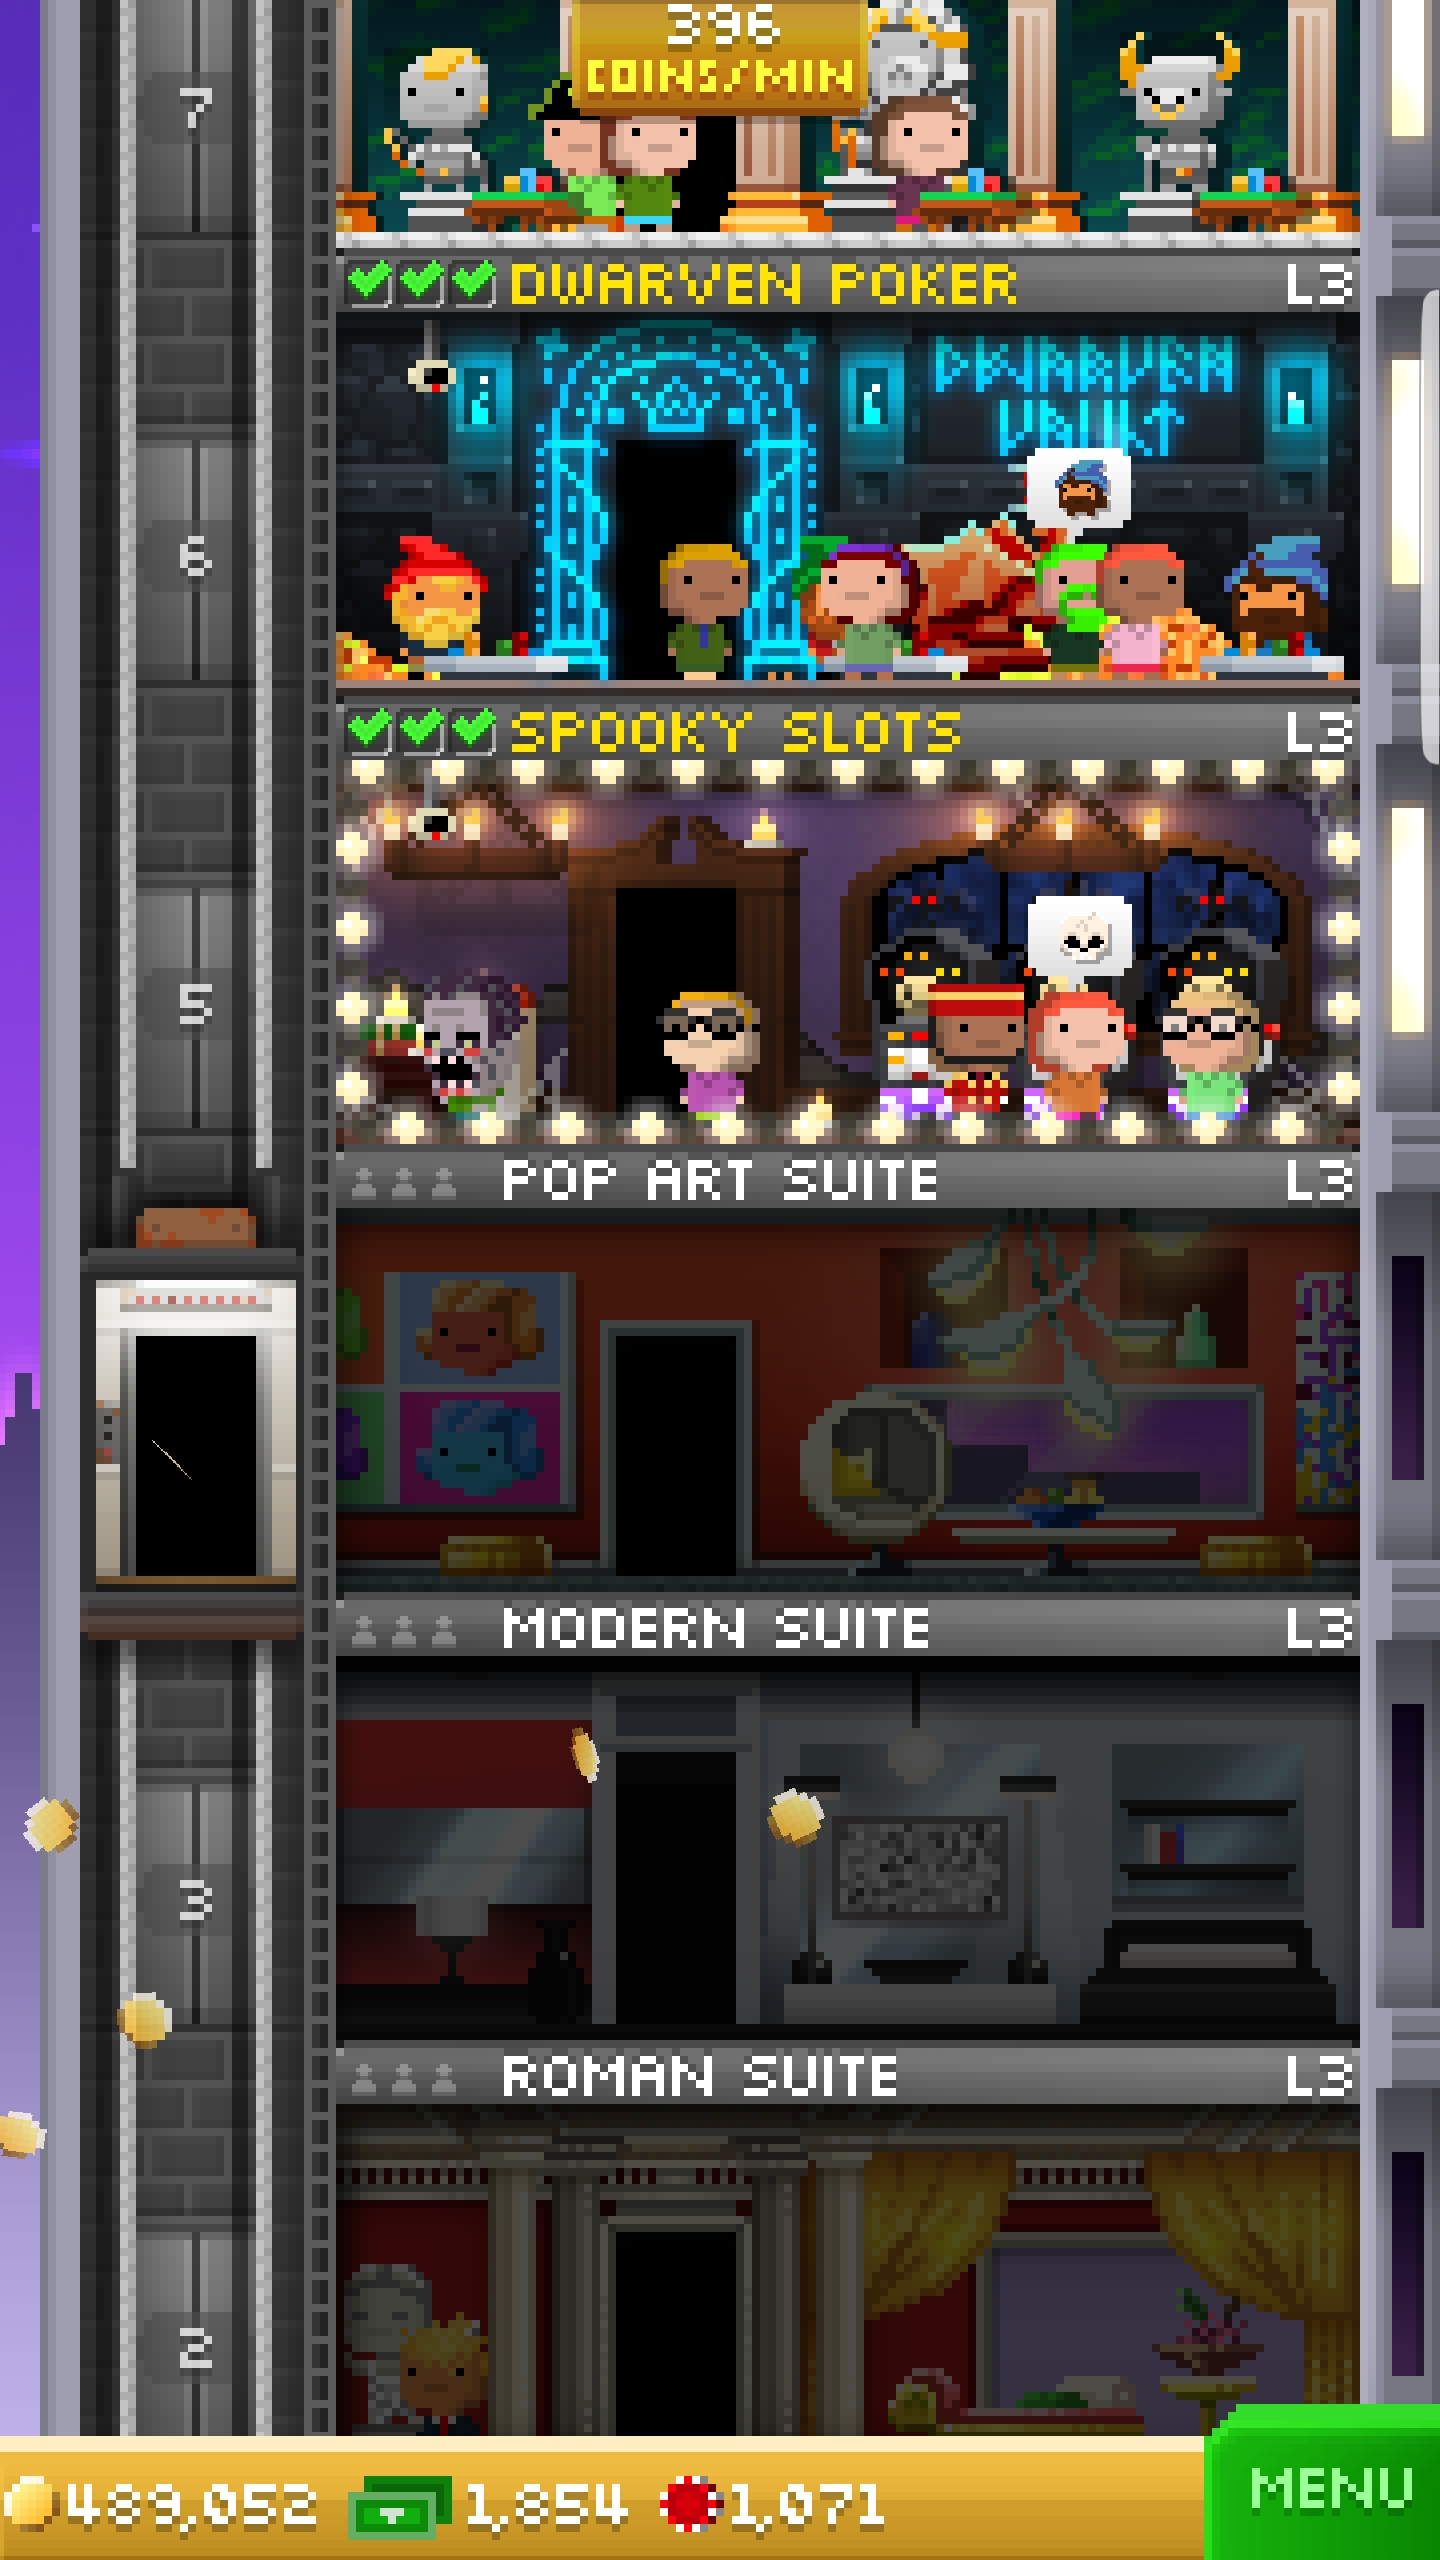 396
COINS/MIN
7
DWARVEN POKER
L3
DWARVEN
VAULT
6
SPOOKY SLOTS
L3
5
POP ART SUITE
L3
MODERN SUITE
L3
3
ROMAN SUITE
L3
2
489,052
1,854
1,071
MENU